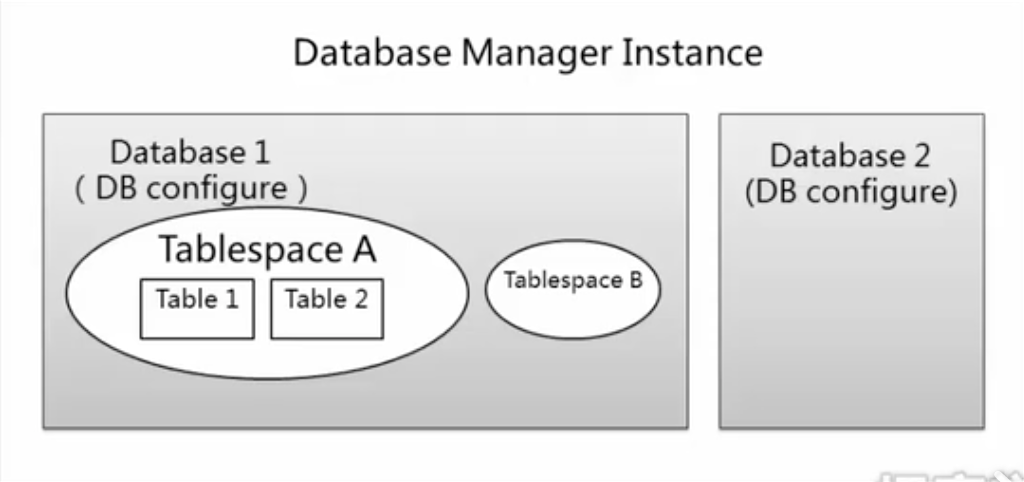 Database Manager Instance
Database 1
( DB configure )
Tablespace A
Table 1
Table 2
Tablespace B
Database 2
(DB configure)